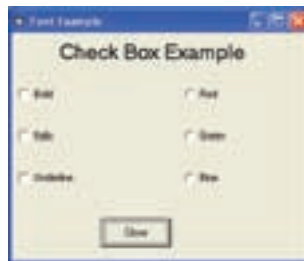 Font Example
Check Box Example
Bold Red
Italic Green
Underline Blue
Close